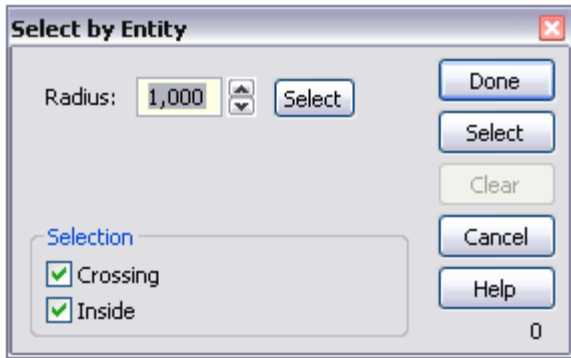 Select by Entity
Radius: 1,000 Select
Done
Select
Clear
Cancel
Help
Selection
Crossing
Inside
0